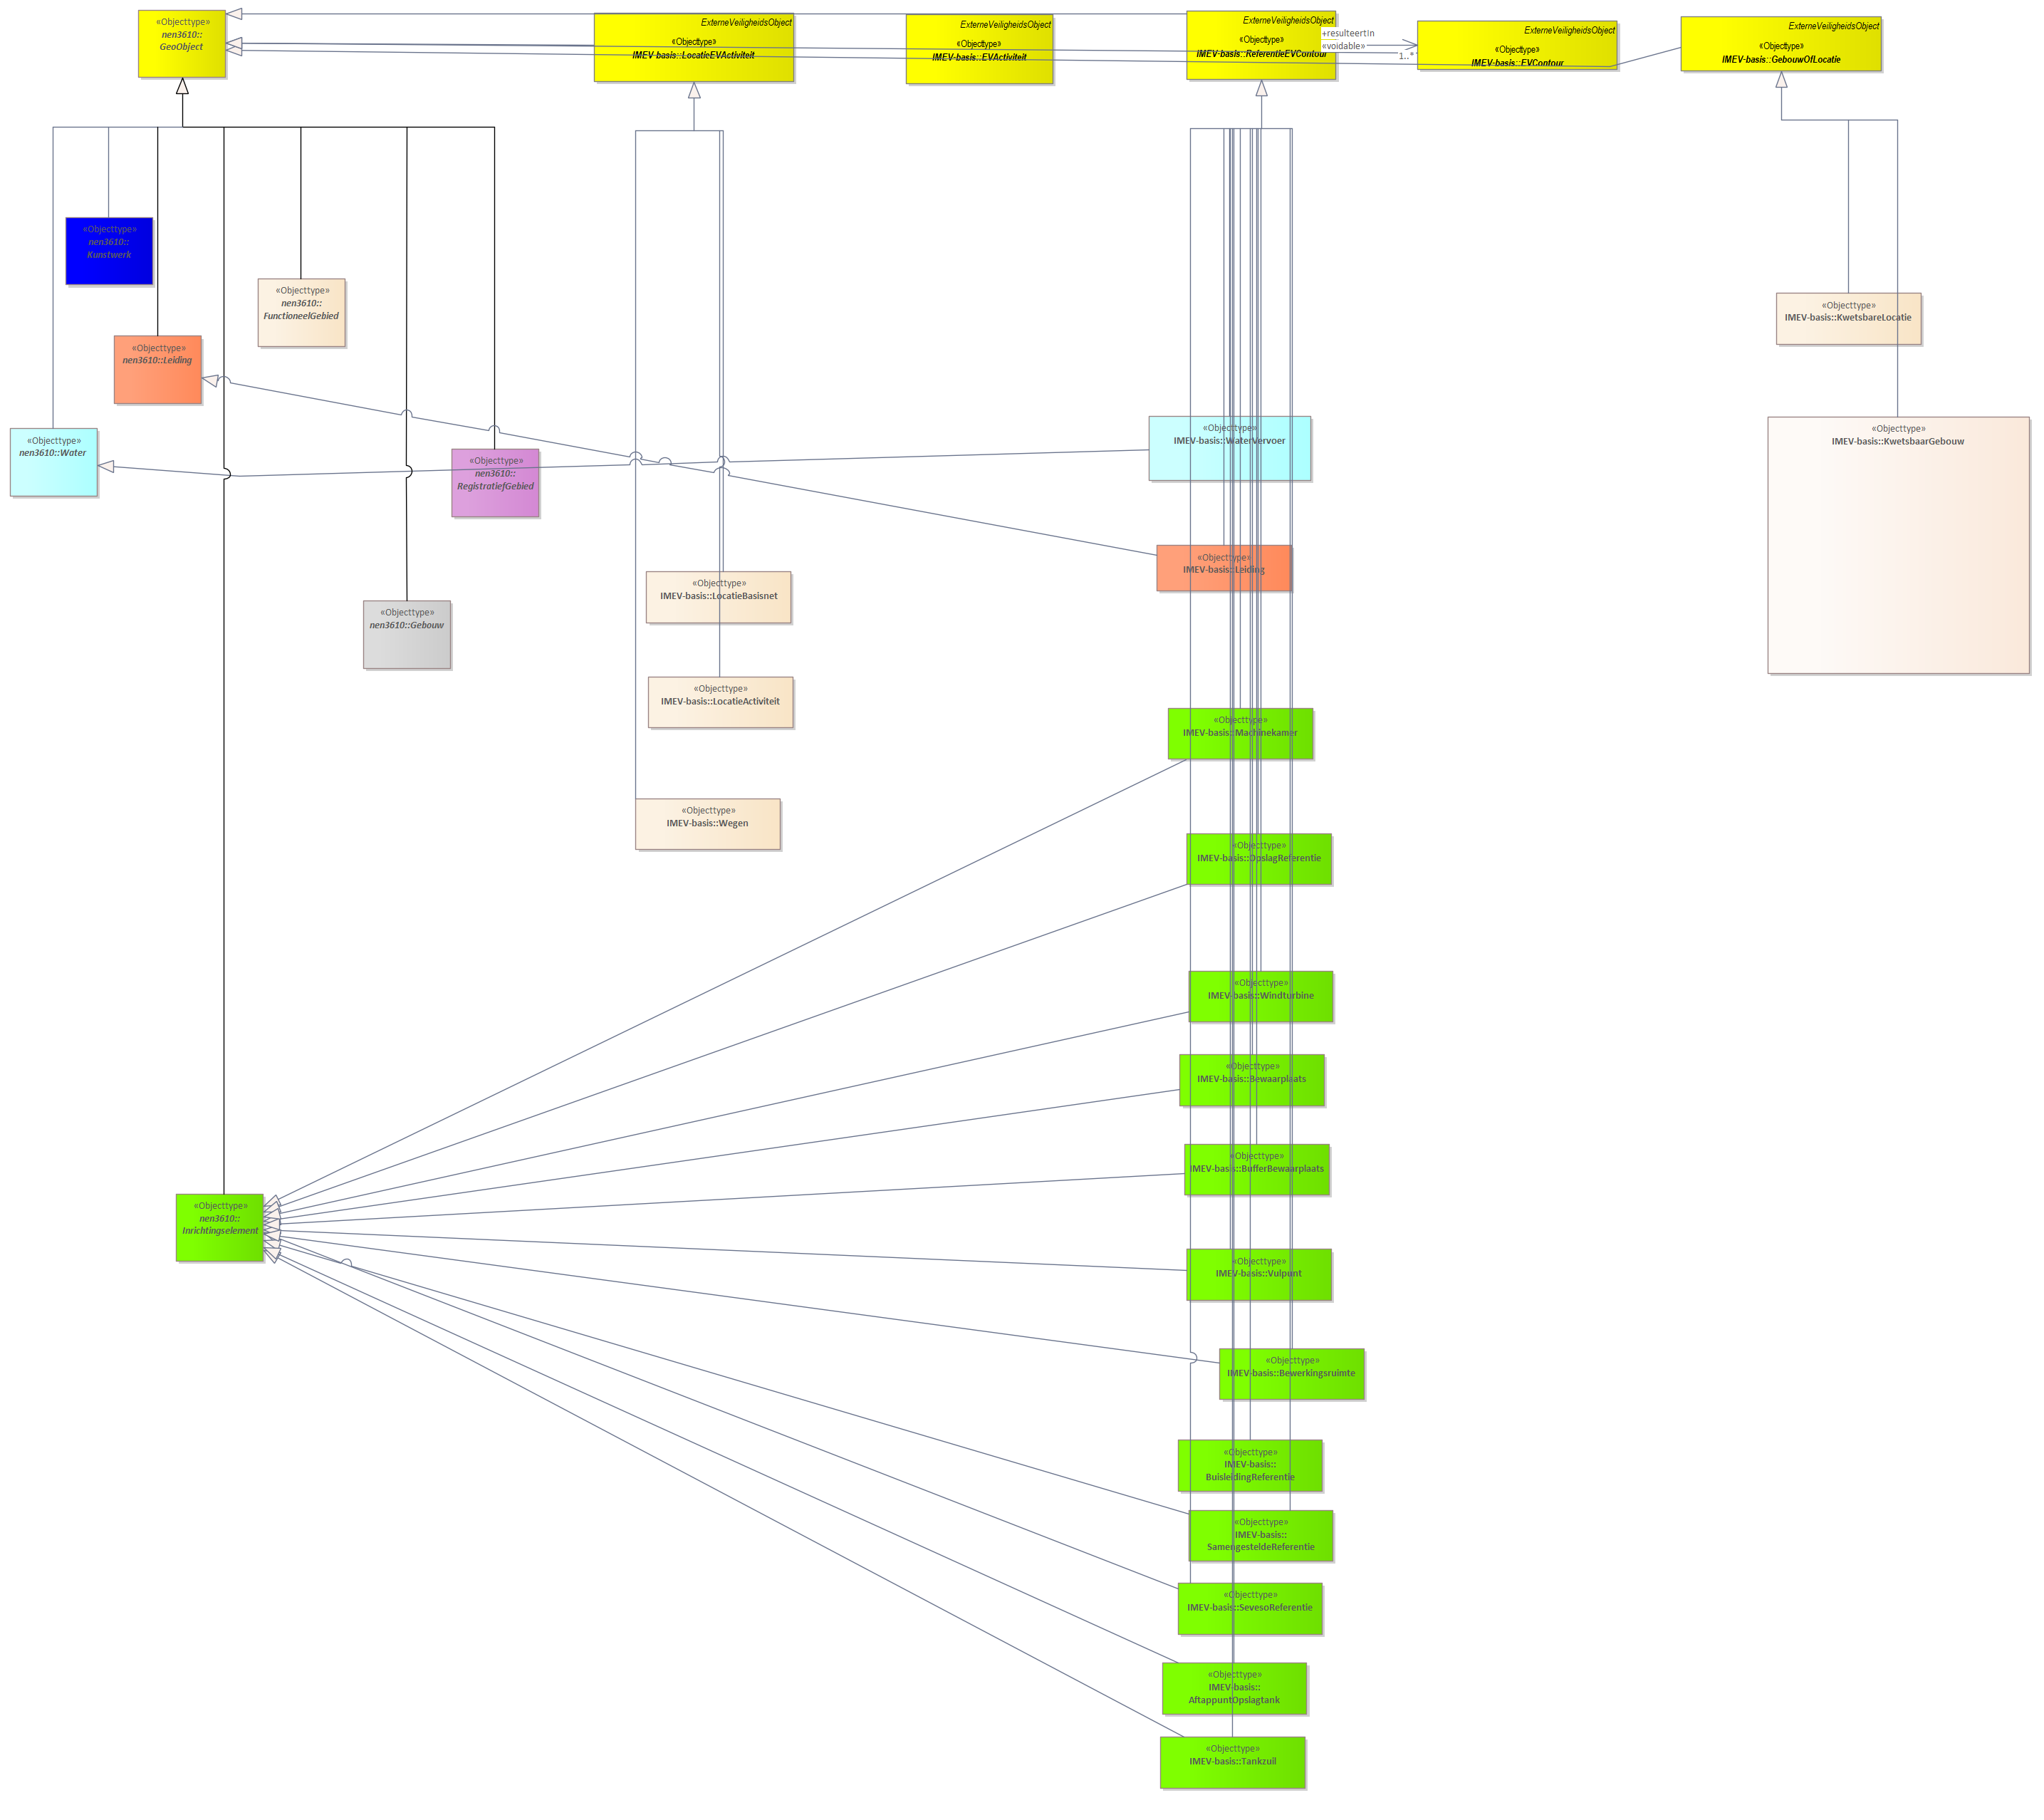 «Objecttype»
nen3610::
GeoObject
ExterneVeiligheidsObject
«Objecttype»
IMEV-basis::LocatieEVActiviteit
ExterneVeiligheidsObject
«Objecttype»
IMEV-basis::EVActiviteit
ExterneVeiligheidsObject
«Objecttype»
IMEV-basis::ReferentieEVContour
+resulteertIn
«voidable»
1..*
ExterneVeiligheidsObject
«Objecttype»
IMEV-basis::EVContour
ExterneVeiligheidsObject
«Objecttype»
IMEV-basis::GebouwOfLocatie
«Objecttype»
nen3610::
Kunstwerk
«Objecttype»
nen3610::
FunctioneelGebied
«Objecttype»
IMEV-basis::KwetsbareLocatie
«Objecttype»
nen3610::Leiding
«Objecttype»
nen3610::Water
«Objecttype»
nen3610::
RegistratiefGebied
«Objecttype»
IMEV-basis::WaterVervoer
«Objecttype»
IMEV-basis::KwetsbaarGebouw
«Objecttype»
IMEV-basis::Leiding
«Objecttype»
IMEV-basis::LocatieBasisnet
«Objecttype»
nen3610::Gebouw
«Objecttype»
IMEV-basis::LocatieActiviteit
«Objecttype»
IMEV-basis::Machinekamer
«Objecttype»
IMEV-basis::Wegen
«Objecttype»
IMEV-basis::OpslagReferentie
«Objecttype»
IMEV-basis::Windturbine
«Objecttype»
IMEV-basis::Bewaarplaats
«Objecttype»
IMEV-basis::BufferBewaarplaats
«Objecttype»
nen3610::
Inrichtingselement
«Objecttype»
IMEV-basis::Vulpunt
«Objecttype»
IMEV-basis::Bewerkingsruimte
«Objecttype»
IMEV-basis::
BuisleidingReferentie
«Objecttype»
IMEV-basis::
SamengesteldeReferentie
«Objecttype»
IMEV-basis::SevesoReferentie
«Objecttype»
IMEV-basis::
AftappuntOpslagtank
«Objecttype»
IMEV-basis::Tankzuil